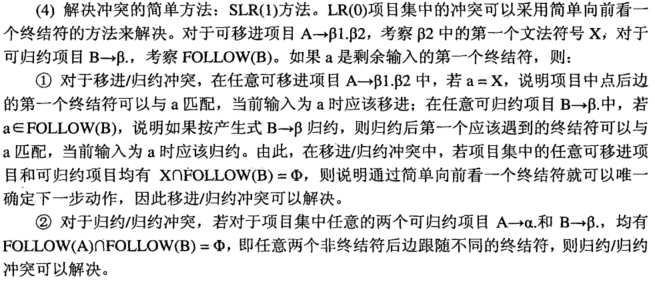 (4) 解决冲突的简单方法：SLR(1)方法。LR(0)项目集中的冲突可以采用简单向前看一
个终结符的方法来解决。对于可移进项目 A→β1.β2，考察 β2 中的第一个文法符号 X，对于
可归约项目 B→β.，考察 FOLLOW(B)。如果 a 是剩余输入的第一个终结符，则：
① 对于移进/归约冲突，在任意可移进项目 A→β1.β2 中，若 a＝X，说明项目中点后边
的第一个终结符可以与 a 匹配，当前输入为 a 时应该移进；在任意可归约项目 B→β.中，若
a∈FOLLOW(B)，说明如果按产生式 B→β 归约，则归约后第一个应该遇到的终结符可以与
a 匹配，当前输入为 a 时应该归约。由此，在移进/归约冲突中，若项目集中的任意可移进项
目和可归约项目均有 X∩FOLLOW(B)＝Φ，则说明通过简单向前看一个终结符就可以唯一
确定下一步动作，因此移进/归约冲突可以解决。
② 对于归约/归约冲突，若对于项目集中任意的两个可归约项目 A→α.和 B→β.，均有
FOLLOW(A)∩FOLLOW(B)＝Φ，即任意两个非终结符后边跟随不同的终结符，则归约/归约
冲突可以解决。